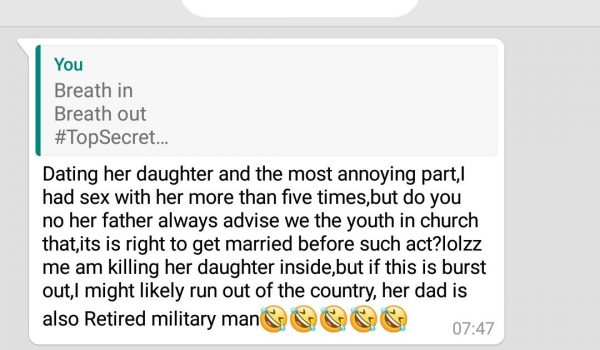 You
Breath in
Breath out
#TopSecret...
Dating her daughter and the most annoying part,I
had sex with her more than five times,but do you
no her father always advise we the youth in church
that,its is right to get married before such act?lolzz
me am killing her daughter inside,but if this is burst
out,I might likely run out of the country, her dad is
also Retired military man🤣🤣🤣🤣🤣
07:47